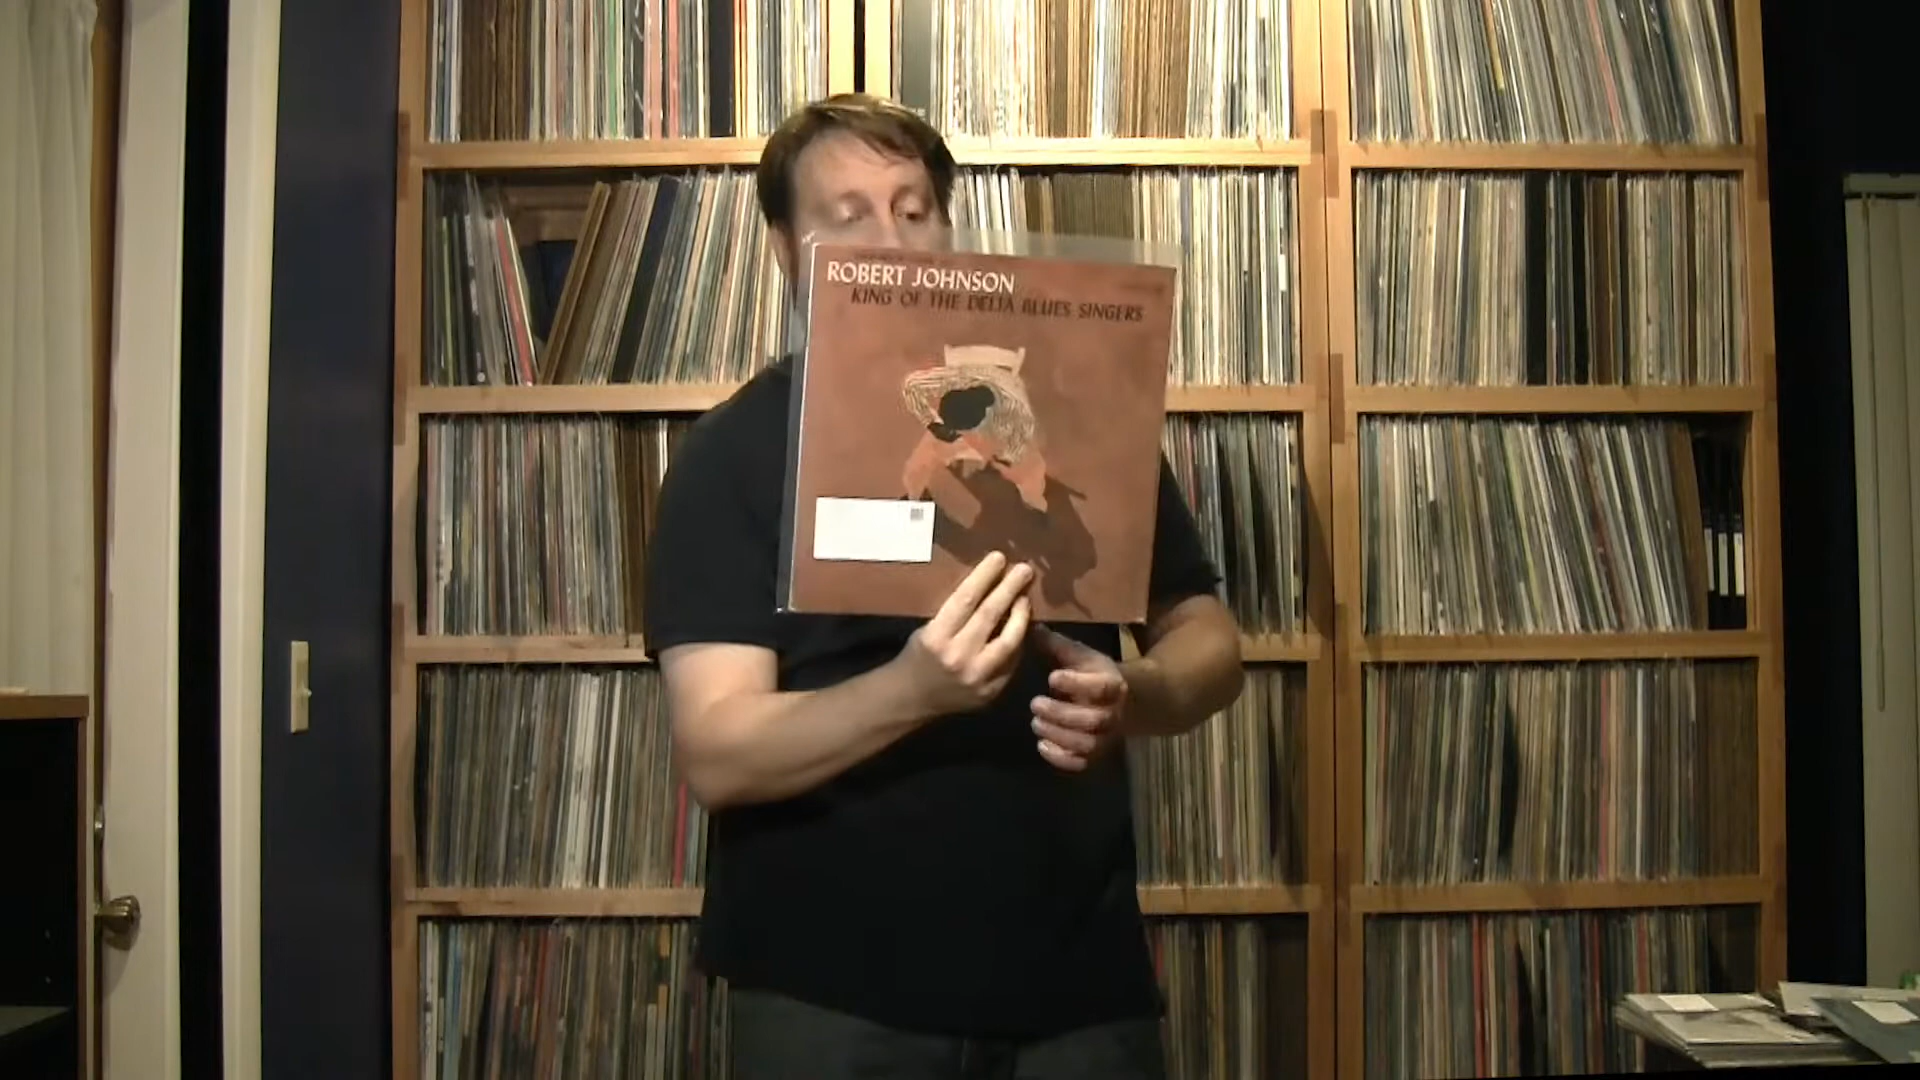 ROBERT JOHNSON
KING OF THE DELTA BLUES SINGERS